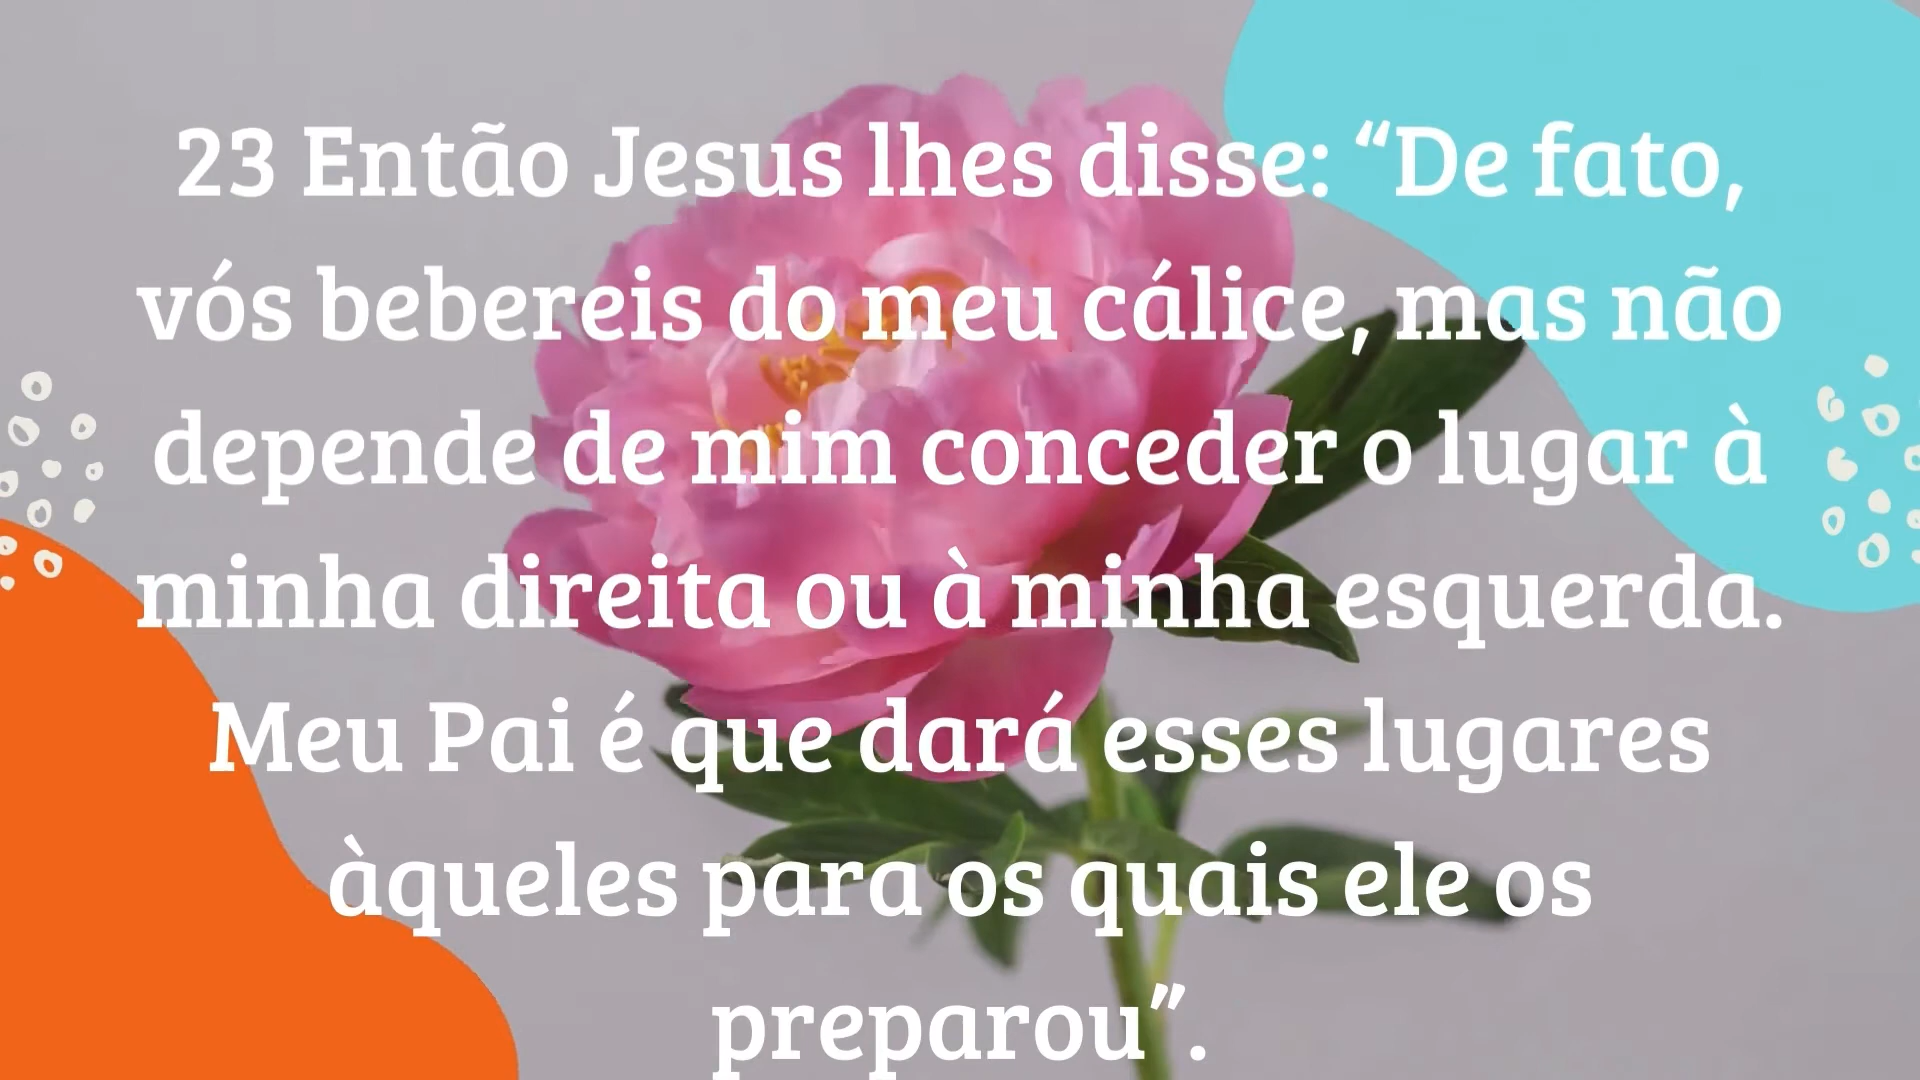 23 Então Jesus lhes disse: “De fato,
vós bebereis do meu cálice, mas não
depende de mim conceder o lugar à
minha direita ou à minha esquerda.
Meu Pai é que dará esses lugares
àqueles para os quais ele os
preparou”.